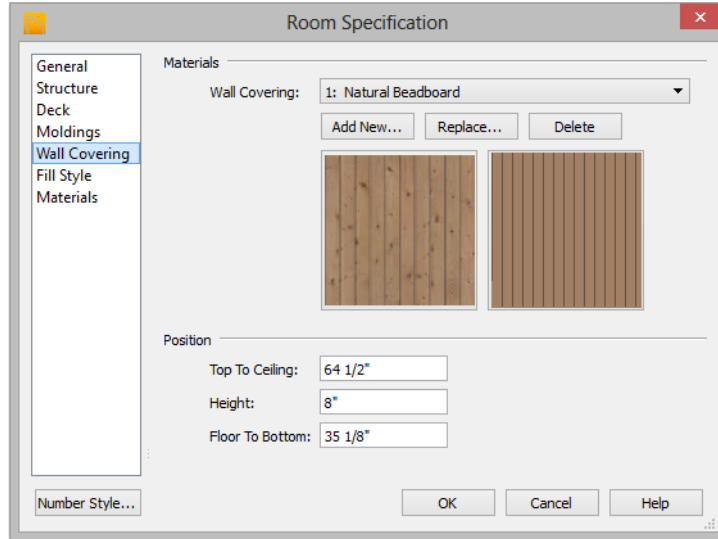 Room Specification
General
Structure
Deck
Moldings
Wall Covering
Fill Style
Materials
Materials
Wall Covering: 1: Natural Beadboard
Add New... Replace... Delete
Position
Top To Ceiling: 64 1/2"
Height: 8"
Floor To Bottom: 35 1/8"
Number Style... OK Cancel Help